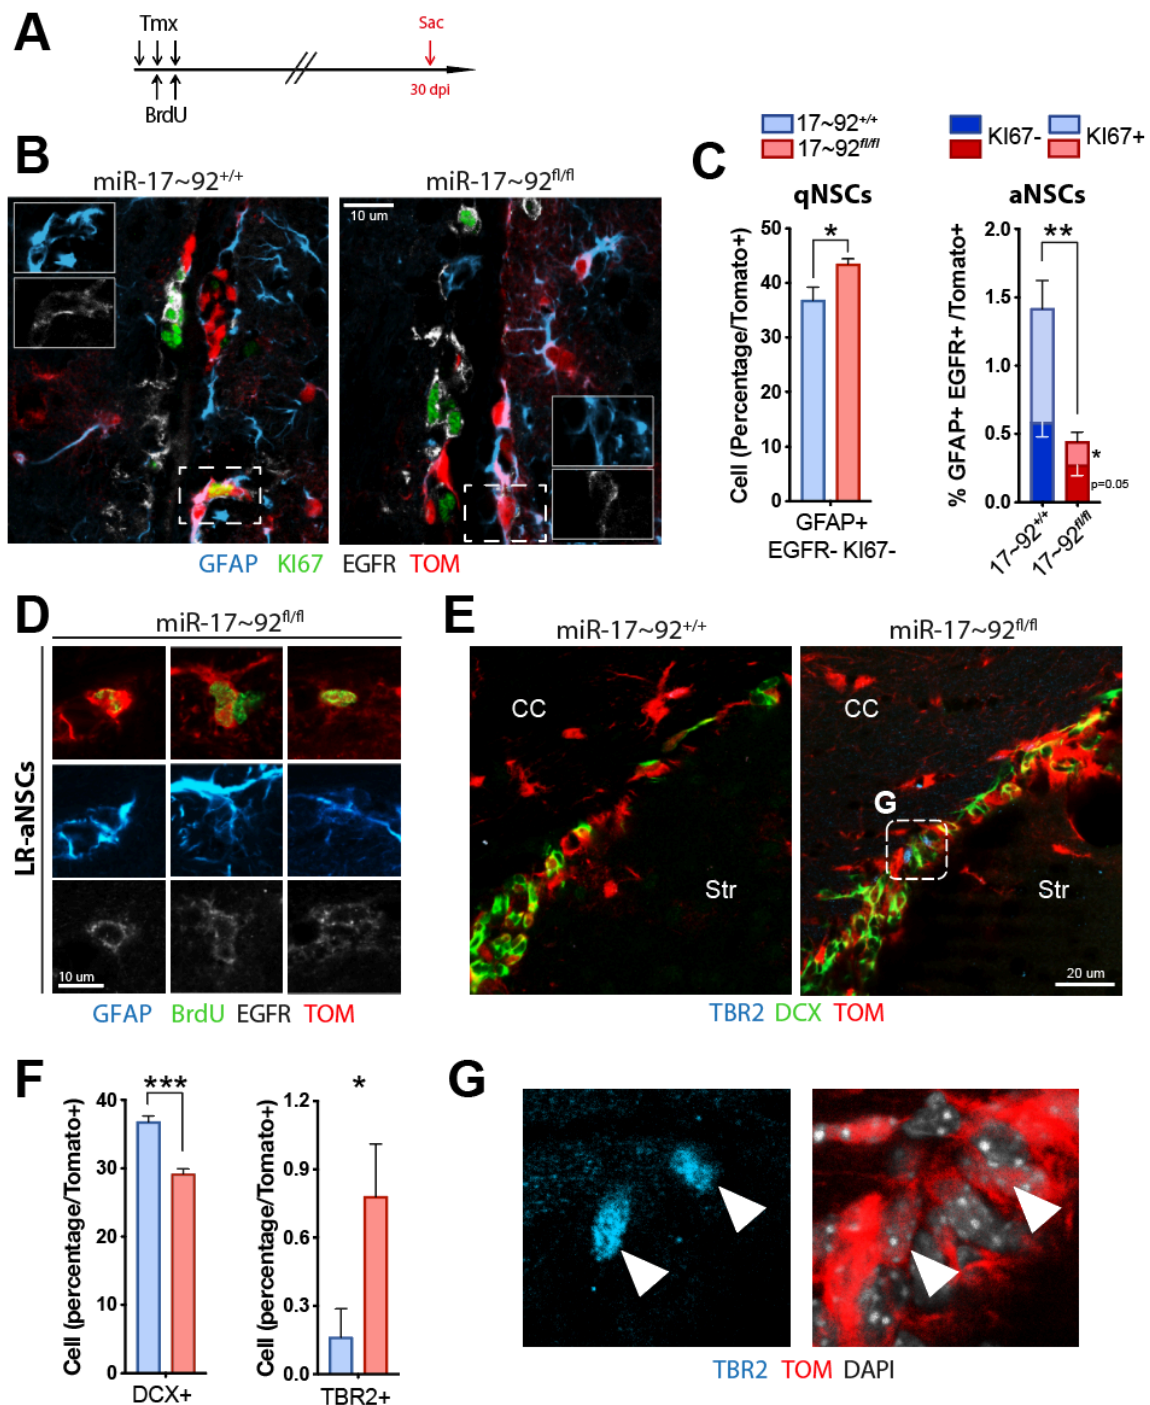 A
Tmx
Sac
BrdU
30 dpi
B
miR-17~92+/+
miR-17~92fl/fl
10 um
GFAP KI67 EGFR TOM
C
17~92+/+
17~92fl/fl
KI67-
KI67+
qNSCs
Cell (Percentage/Tomato+)
50
40
30
20
10
0
*
GFAP+
EGFR- KI67-
aNSCs
% GFAP+ EGFR+ /Tomato+
2.0
1.5
1.0
0.5
0.0
**
*
p=0.05
17~92+/+
17~92fl/fl
D
miR-17~92fl/fl
LR-aNSCs
10 um
GFAP BrdU EGFR TOM
E
miR-17~92+/+
miR-17~92fl/fl
CC
Str
CC
G
Str
20 um
TBR2 DCX TOM
F
Cell (percentage/Tomato+)
40
30
20
10
0
***
DCX+
Cell (percentage/Tomato+)
1.2
0.9
0.6
0.3
0.0
*
TBR2+
G
TBR2 TOM DAPI